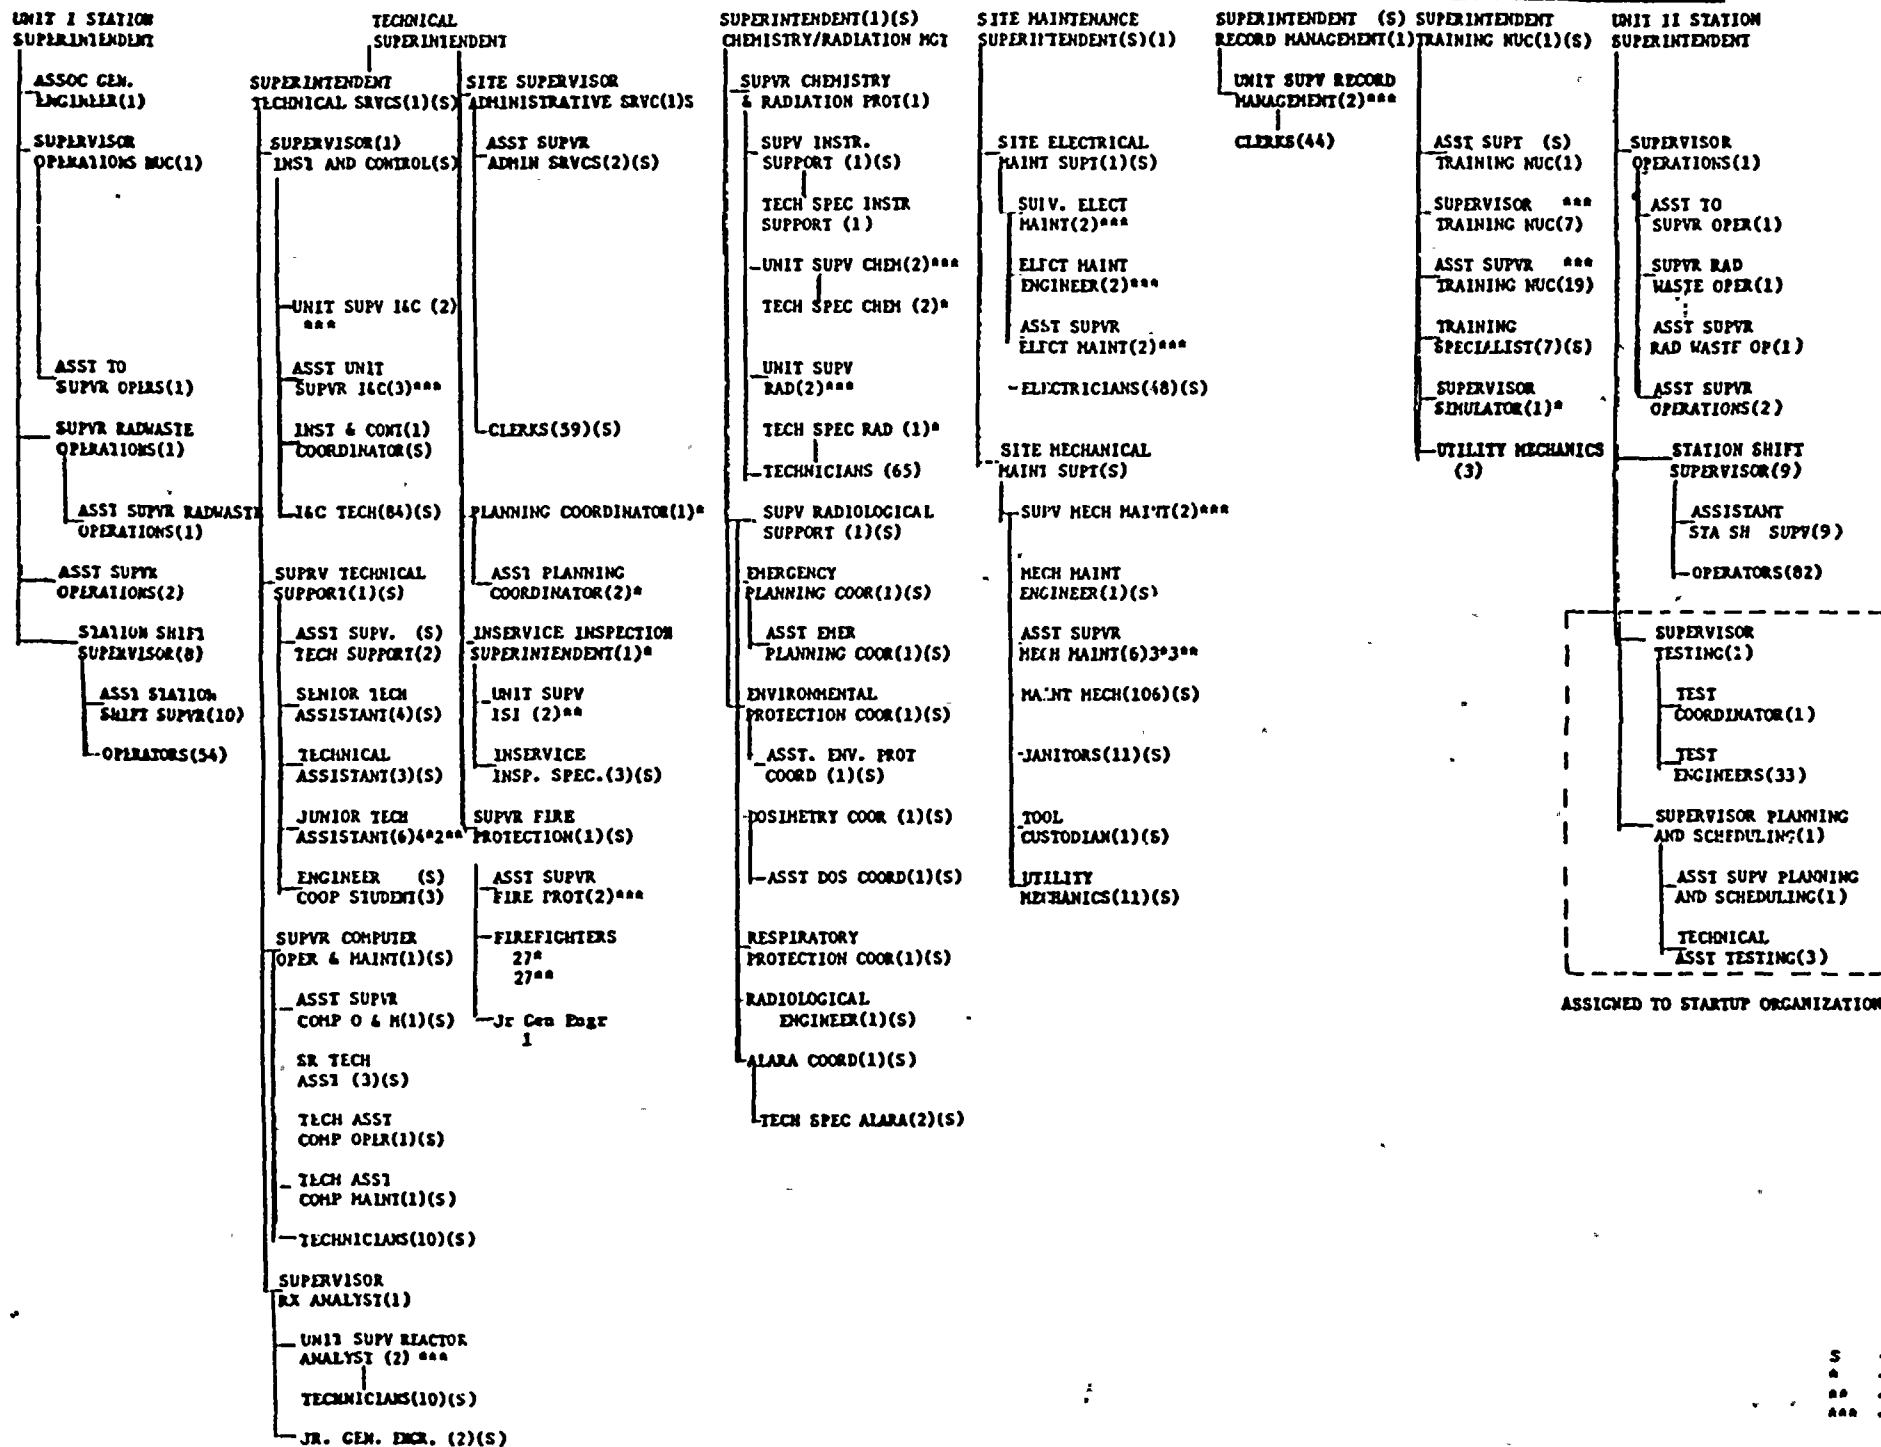 UNIT I STATION
SUPERINTENDENT
ASSOC GEN.
ENGINEER(1)
SUPERVISOR
OPERATIONS NUC(1)
ASST TO
SUPVR OPERS(1)
SUPVR RADWASTE
OPERATIONS(1)
ASST SUPVR RADWASTE
OPERATIONS(1)
ASST SUPVR
OPERATIONS(2)
STATION SHIFT
SUPERVISOR(8)
ASST STATION
SHIFT SUPVR(10)
OPERATORS(54)
TECHNICAL
SUPERINTENDENT
SUPERINTENDENT
TECHNICAL SRVCS(1)(S)
SUPERVISOR(1)
INST AND CONTROL(S)
UNIT SUPV I&C (2)
***
ASST UNIT
SUPVR I&C(3)***
INST & CONT(1)
COORDINATOR(S)
I&C TECH(84)(S)
SUPRV TECHNICAL
SUPPORT(1)(S)
ASST SUPV. (S)
TECH SUPPORT(2)
SENIOR TECH
ASSISTANT(4)(S)
TECHNICAL
ASSISTANT(3)(S)
JUNIOR TECH
ASSISTANT(6)4*2**
ENGINEER (S)
COOP STUDENT(3)
SUPVR COMPUTER
OPER & MAINT(1)(S)
ASST SUPVR
COMP O & M(1)(S)
SR TECH
ASST (3)(S)
TECH ASST
COMP OPER(1)(S)
TECH ASST
COMP MAINT(1)(S)
TECHNICIANS(10)(S)
SUPERVISOR
RX ANALYST(1)
UNIT SUPV REACTOR
ANALYST (2) ***
TECHNICIANS(10)(S)
JR. GEN. ENGR. (2)(S)
SITE SUPERVISOR
ADMINISTRATIVE SRVC(1)S
ASST SUPVR
ADMIN SRVCS(2)(S)
CLERKS(59)(S)
PLANNING COORDINATOR(1)*
ASST PLANNING
COORDINATOR(2)*
INSERVICE INSPECTION
SUPERINTENDENT(1)*
UNIT SUPV
ISI (2)**
INSERVICE
INSP. SPEC.(3)(S)
SUPVR FIRE
PROTECTION(1)(S)
ASST SUPVR
FIRE PROT(2)***
FIREFIGHTERS
27*
27**
Jr Gen Engr
1
SUPERINTENDENT(1)(S)
CHEMISTRY/RADIATION MGT
SUPVR CHEMISTRY
& RADIATION PROT(1)
SUPV INSTR.
SUPPORT (1)(S)
TECH SPEC INSTR
SUPPORT (1)
UNIT SUPV CHEM(2)***
TECH SPEC CHEM (2)*
UNIT SUPV
RAD(2)***
TECH SPEC RAD (1)*
TECHNICIANS (65)
SUPV RADIOLOGICAL
SUPPORT (1)(S)
EMERGENCY
PLANNING COOR(1)(S)
ASST EMER
PLANNING COOR(1)(S)
ENVIRONMENTAL
PROTECTION COOR(1)(S)
ASST. ENV. PROT
COORD (1)(S)
DOSIMETRY COOR (1)(S)
ASST DOS COORD(1)(S)
RESPIRATORY
PROTECTION COOR(1)(S)
RADIOLOGICAL
ENGINEER(1)(S)
ALARA COORD(1)(S)
TECH SPEC ALARA(2)(S)
SITE MAINTENANCE
SUPERINTENDENT(S)(1)
SITE ELECTRICAL
MAINT SUPT(1)(S)
SUIV. ELECT
MAINT(2)***
ELECT MAINT
ENGINEER(2)***
ASST SUPVR
ELECT MAINT(2)***
ELECTRICIANS(48)(S)
SITE MECHANICAL
MAINT SUPT(S)
SUPV MECH MAINT(2)***
MECH MAINT
ENGINEER(1)(S)
ASST SUPVR
MECH MAINT(6)3*3**
MAINT MECH(106)(S)
JANITORS(11)(S)
TOOL
CUSTODIAN(1)(S)
UTILITY
MECHANICS(11)(S)
SUPERINTENDENT (S)
RECORD MANAGEMENT(1)
UNIT SUPV RECORD
MANAGEMENT(2)***
CLERKS(44)
SUPERINTENDENT
TRAINING NUC(1)(S)
ASST SUPT (S)
TRAINING NUC(1)
SUPERVISOR ***
TRAINING NUC(7)
ASST SUPVR ***
TRAINING NUC(19)
TRAINING
SPECIALIST(7)(S)
SUPERVISOR
SIMULATOR(1)*
UTILITY MECHANICS
(3)
UNIT II STATION
SUPERINTENDENT
SUPERVISOR
OPERATIONS(1)
ASST TO
SUPVR OPER(1)
SUPVR RAD
WASTE OPER(1)
ASST SUPVR
RAD WASTE OP(1)
ASST SUPVR
OPERATIONS(2)
STATION SHIFT
SUPERVISOR(9)
ASSISTANT
STA SH SUPV(9)
OPERATORS(82)
SUPERVISOR
TESTING(1)
TEST
COORDINATOR(1)
TEST
ENGINEERS(33)
SUPERVISOR PLANNING
AND SCHEDULING(1)
ASST SUPV PLANNING
AND SCHEDULING(1)
TECHNICAL
ASST TESTING(3)
ASSIGNED TO STARTUP ORGANIZATION
S
*
**
***